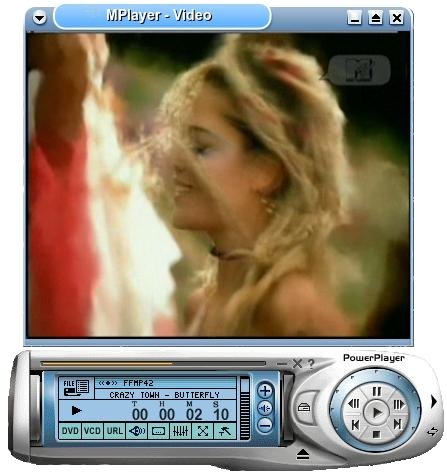 MPlayer - Video
PowerPlayer
FILE FFMP42
CRAZY TOWN - BUTTERFLY
T H M S
00 00 02 10
DVD VCD URL